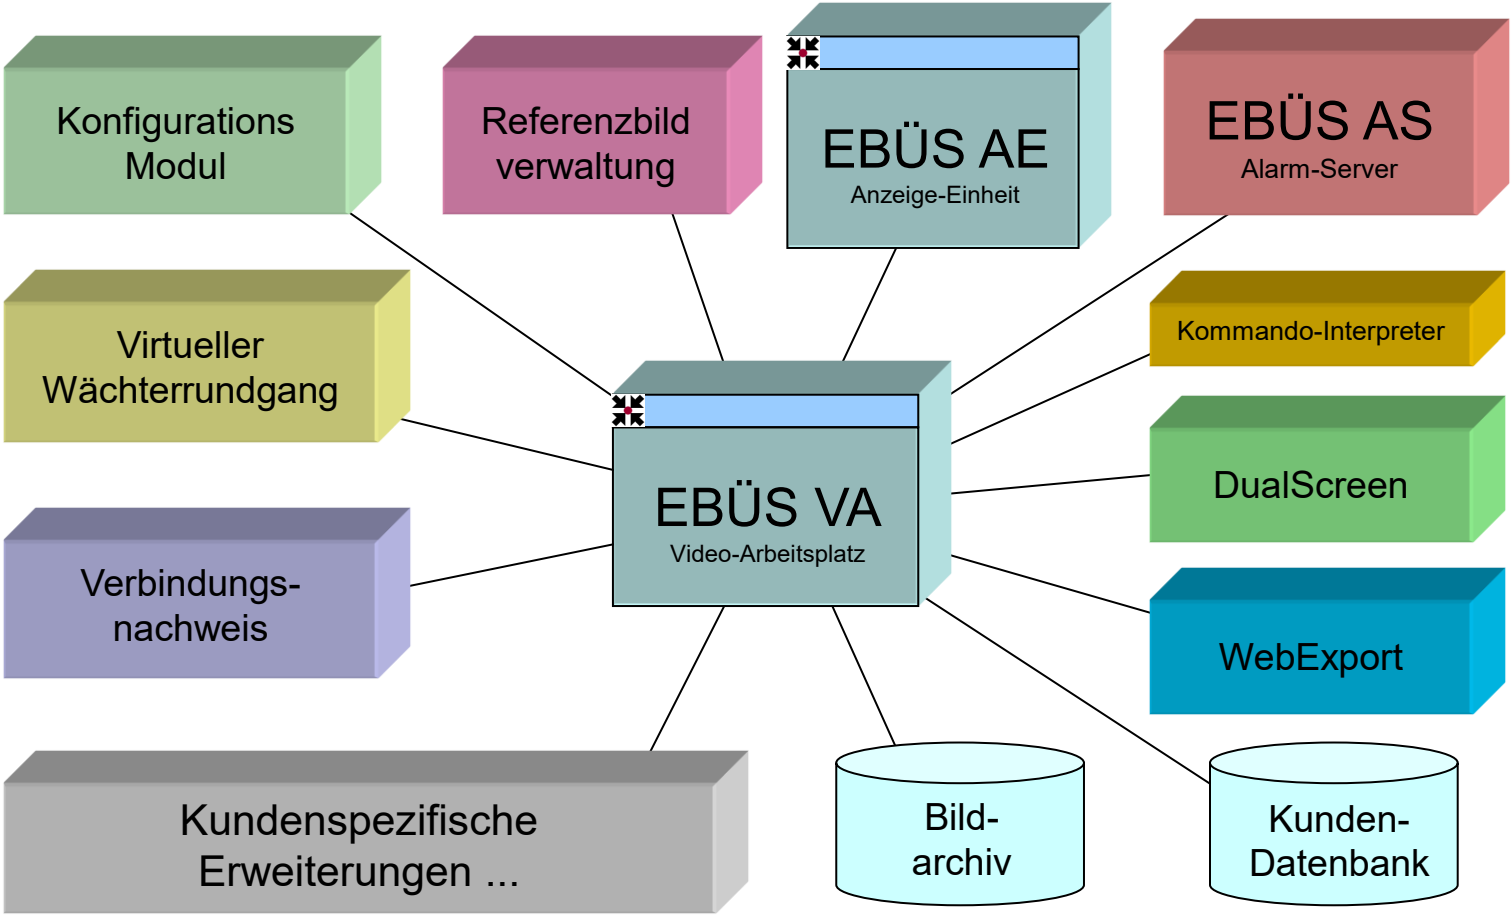 Konfigurations
Modul
Referenzbild
verwaltung
EBÜS AE
Anzeige-Einheit
EBÜS AS
Alarm-Server
Virtueller
Wächterrundgang
Kommando-Interpreter
EBÜS VA
Video-Arbeitsplatz
DualScreen
Verbindungs-
nachweis
WebExport
Kundenspezifische
Erweiterungen ...
Bild-
archiv
Kunden-
Datenbank